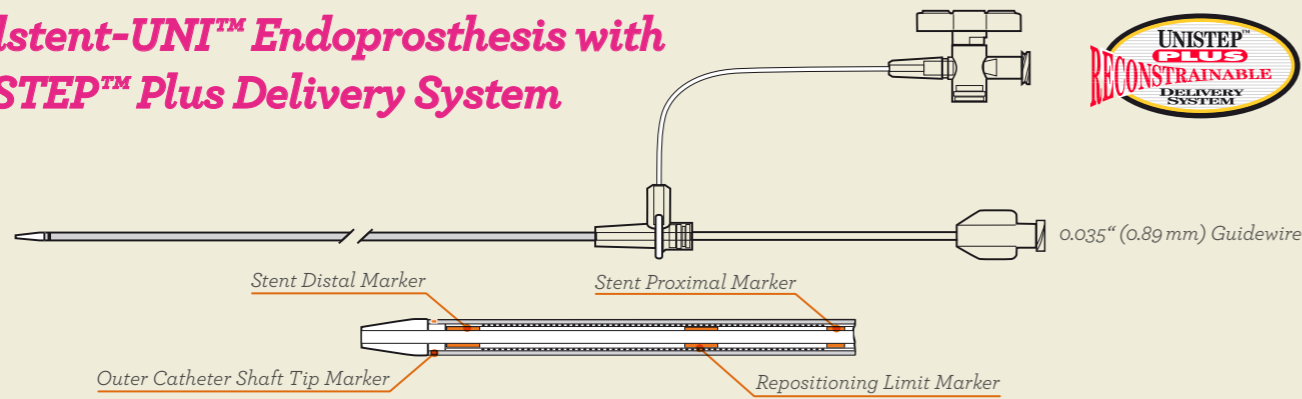 lstent-UNI™ Endoprosthesis with
STEP™ Plus Delivery System
UNISTEP™
PLUS
RECONSTRAINABLE
DELIVERY
SYSTEM
0.035“ (0.89 mm) Guidewire
Stent Distal Marker
Stent Proximal Marker
Outer Catheter Shaft Tip Marker
Repositioning Limit Marker